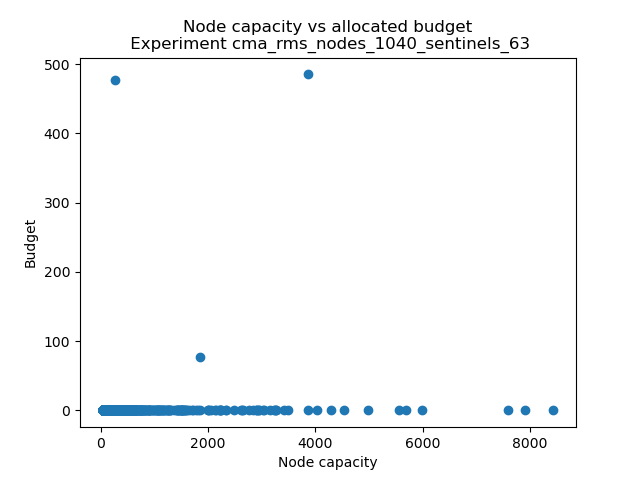 Node capacity vs allocated budget
Experiment cma_rms_nodes_1040_sentinels_63
500
400
300
200
100
0
Budget
0 2000 4000 6000 8000
Node capacity